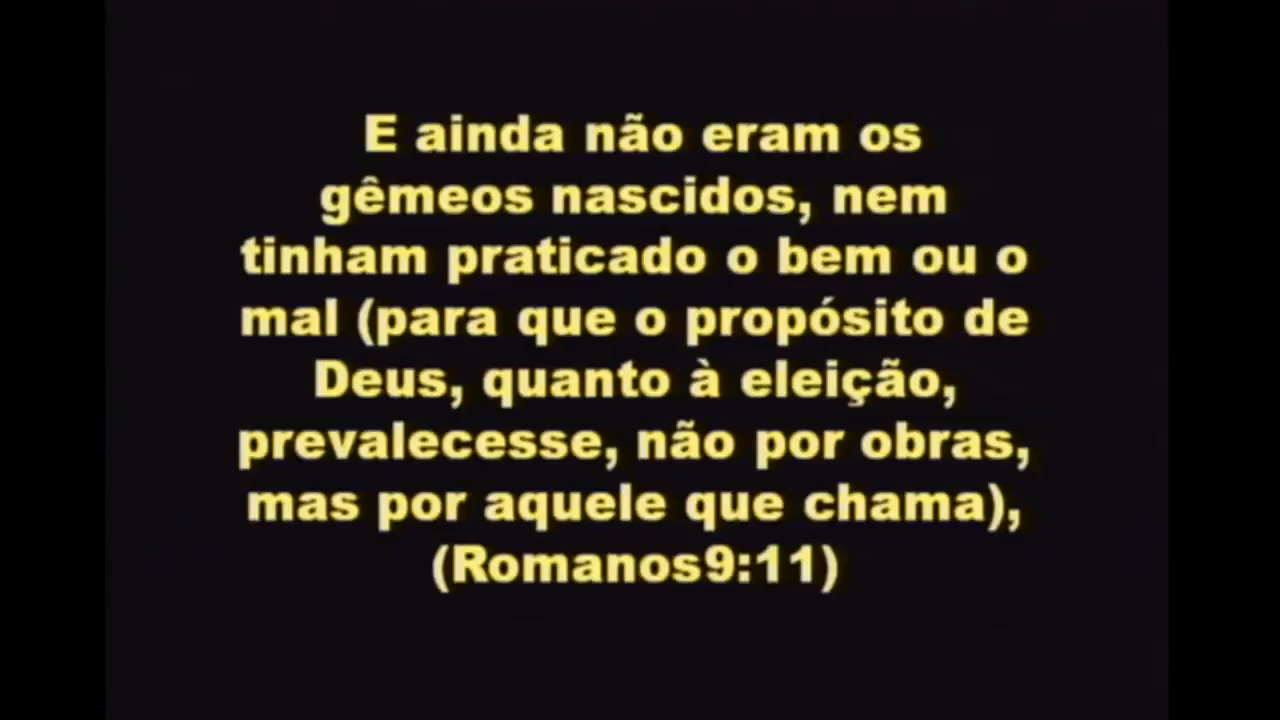 E ainda não eram os
gêmeos nascidos, nem
tinham praticado o bem ou o
mal (para que o propósito de
Deus, quanto à eleição,
prevalecesse, não por obras,
mas por aquele que chama),
(Romanos9:11)